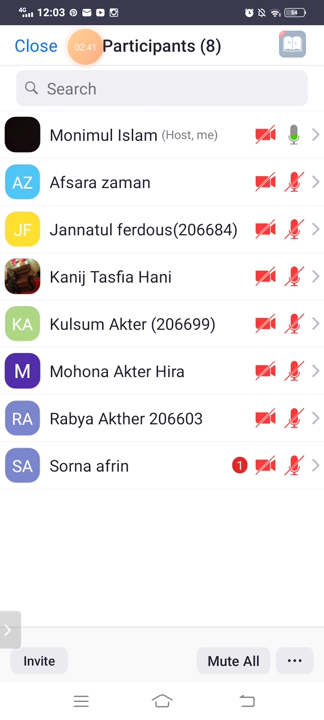 4G 12:03 54
Close 02:41 Participants (8)
Search
Monimul Islam (Host, me)
AZ Afsara zaman
JF Jannatul ferdous(206684)
Kanij Tasfia Hani
KA Kulsum Akter (206699)
M Mohona Akter Hira
RA Rabya Akther 206603
SA Sorna afrin 1
Invite Mute All ...